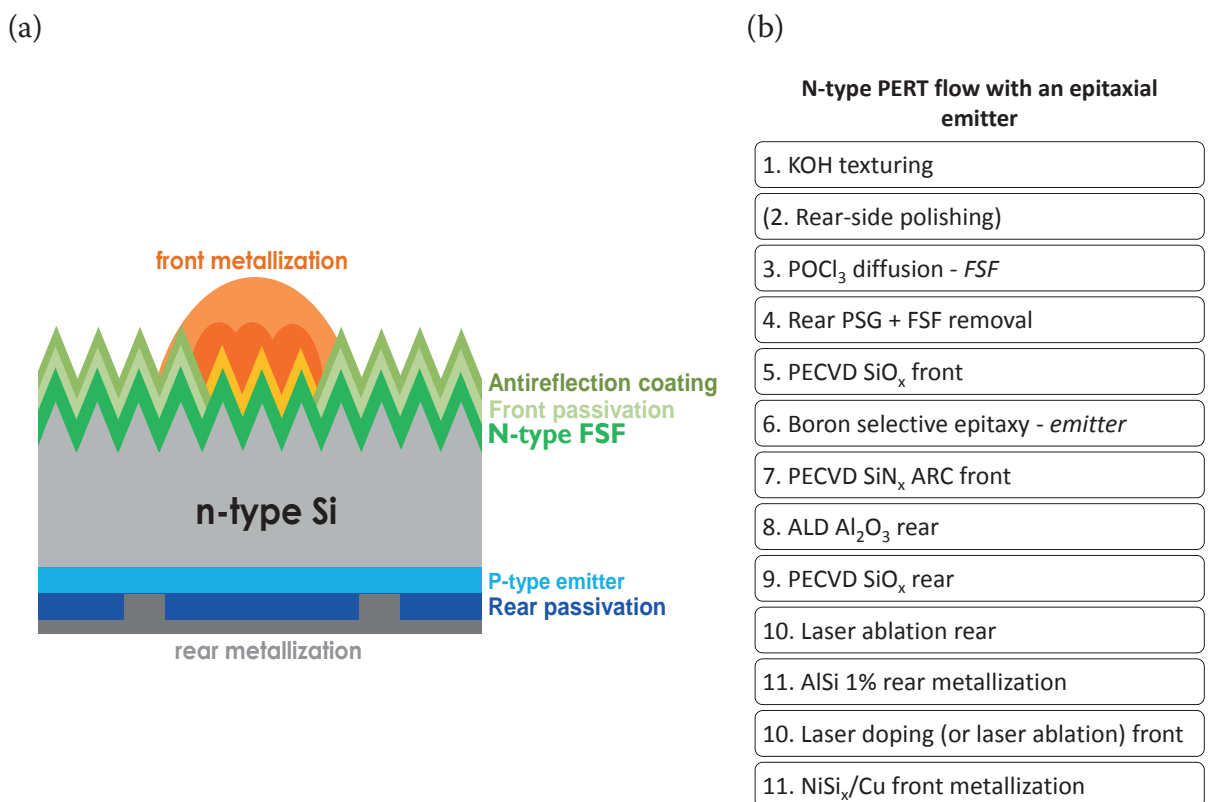 (a)
front metallization
Antireflection coating
Front passivation
N-type FSF
n-type Si
P-type emitter
Rear passivation
rear metallization
(b)
N-type PERT flow with an epitaxial
emitter
1. KOH texturing
(2. Rear-side polishing)
3. POCl₃ diffusion - FSF
4. Rear PSG + FSF removal
5. PECVD SiOₓ front
6. Boron selective epitaxy - emitter
7. PECVD SiNₓ ARC front
8. ALD Al₂O₃ rear
9. PECVD SiOₓ rear
10. Laser ablation rear
11. AlSi 1% rear metallization
10. Laser doping (or laser ablation) front
11. NiSiₓ/Cu front metallization